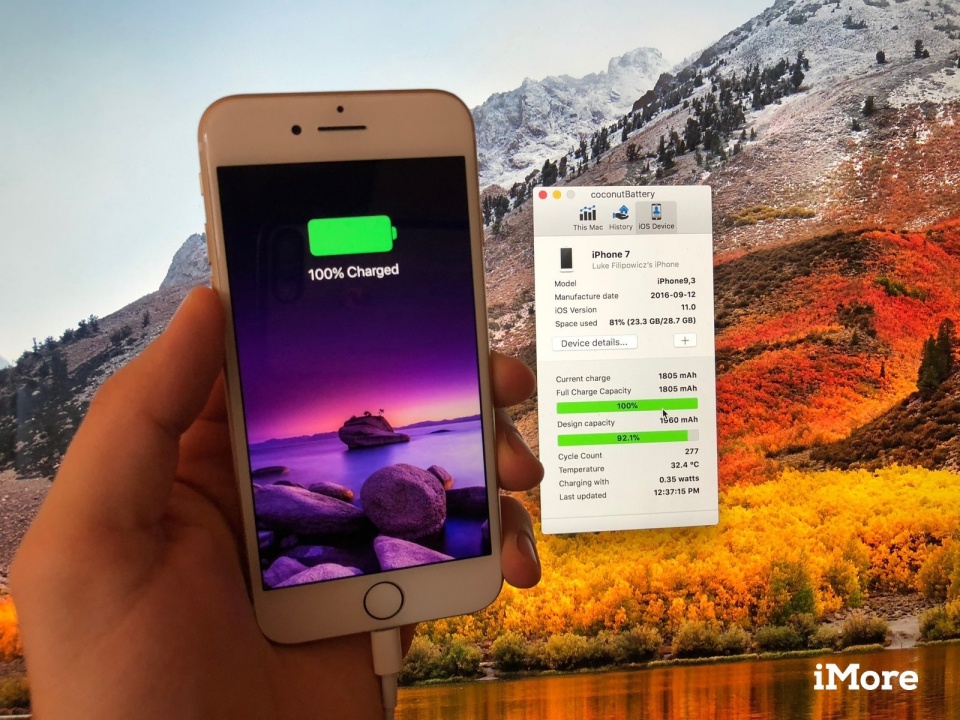 100% Charged
coconutBattery
This Mac History iOS Device
iPhone 7
Luke Filipowicz's iPhone
Model iPhone9,3
Manufacture date 2016-09-12
iOS Version 11.0
Space used 81% (23.3 GB/28.7 GB)
Device details... +
Current charge 1805 mAh
Full Charge Capacity 1805 mAh
100%
Design capacity 1960 mAh
92.1%
Cycle Count 277
Temperature 32.4 °C
Charging with 0.35 watts
Last updated 12:37:15 PM
iMore